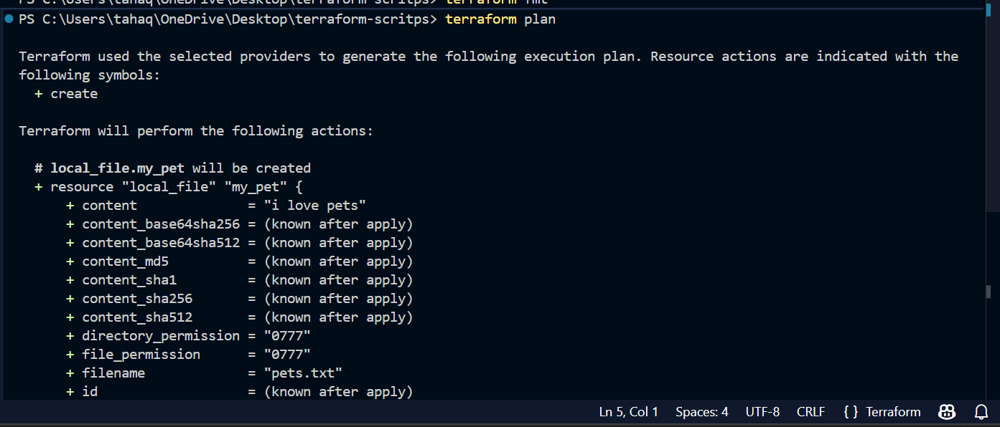 PS C:\Users\tahaq\OneDrive\Desktop\terraform-scritps> terraform fmt
PS C:\Users\tahaq\OneDrive\Desktop\terraform-scritps> terraform plan
Terraform used the selected providers to generate the following execution plan. Resource actions are indicated with the
following symbols:
+ create
Terraform will perform the following actions:
# local_file.my_pet will be created
+ resource "local_file" "my_pet" {
+ content = "i love pets"
+ content_base64sha256 = (known after apply)
+ content_base64sha512 = (known after apply)
+ content_md5 = (known after apply)
+ content_sha1 = (known after apply)
+ content_sha256 = (known after apply)
+ content_sha512 = (known after apply)
+ directory_permission = "0777"
+ file_permission = "0777"
+ filename = "pets.txt"
+ id = (known after apply)
Ln 5, Col 1 Spaces: 4 UTF-8 CRLF { } Terraform